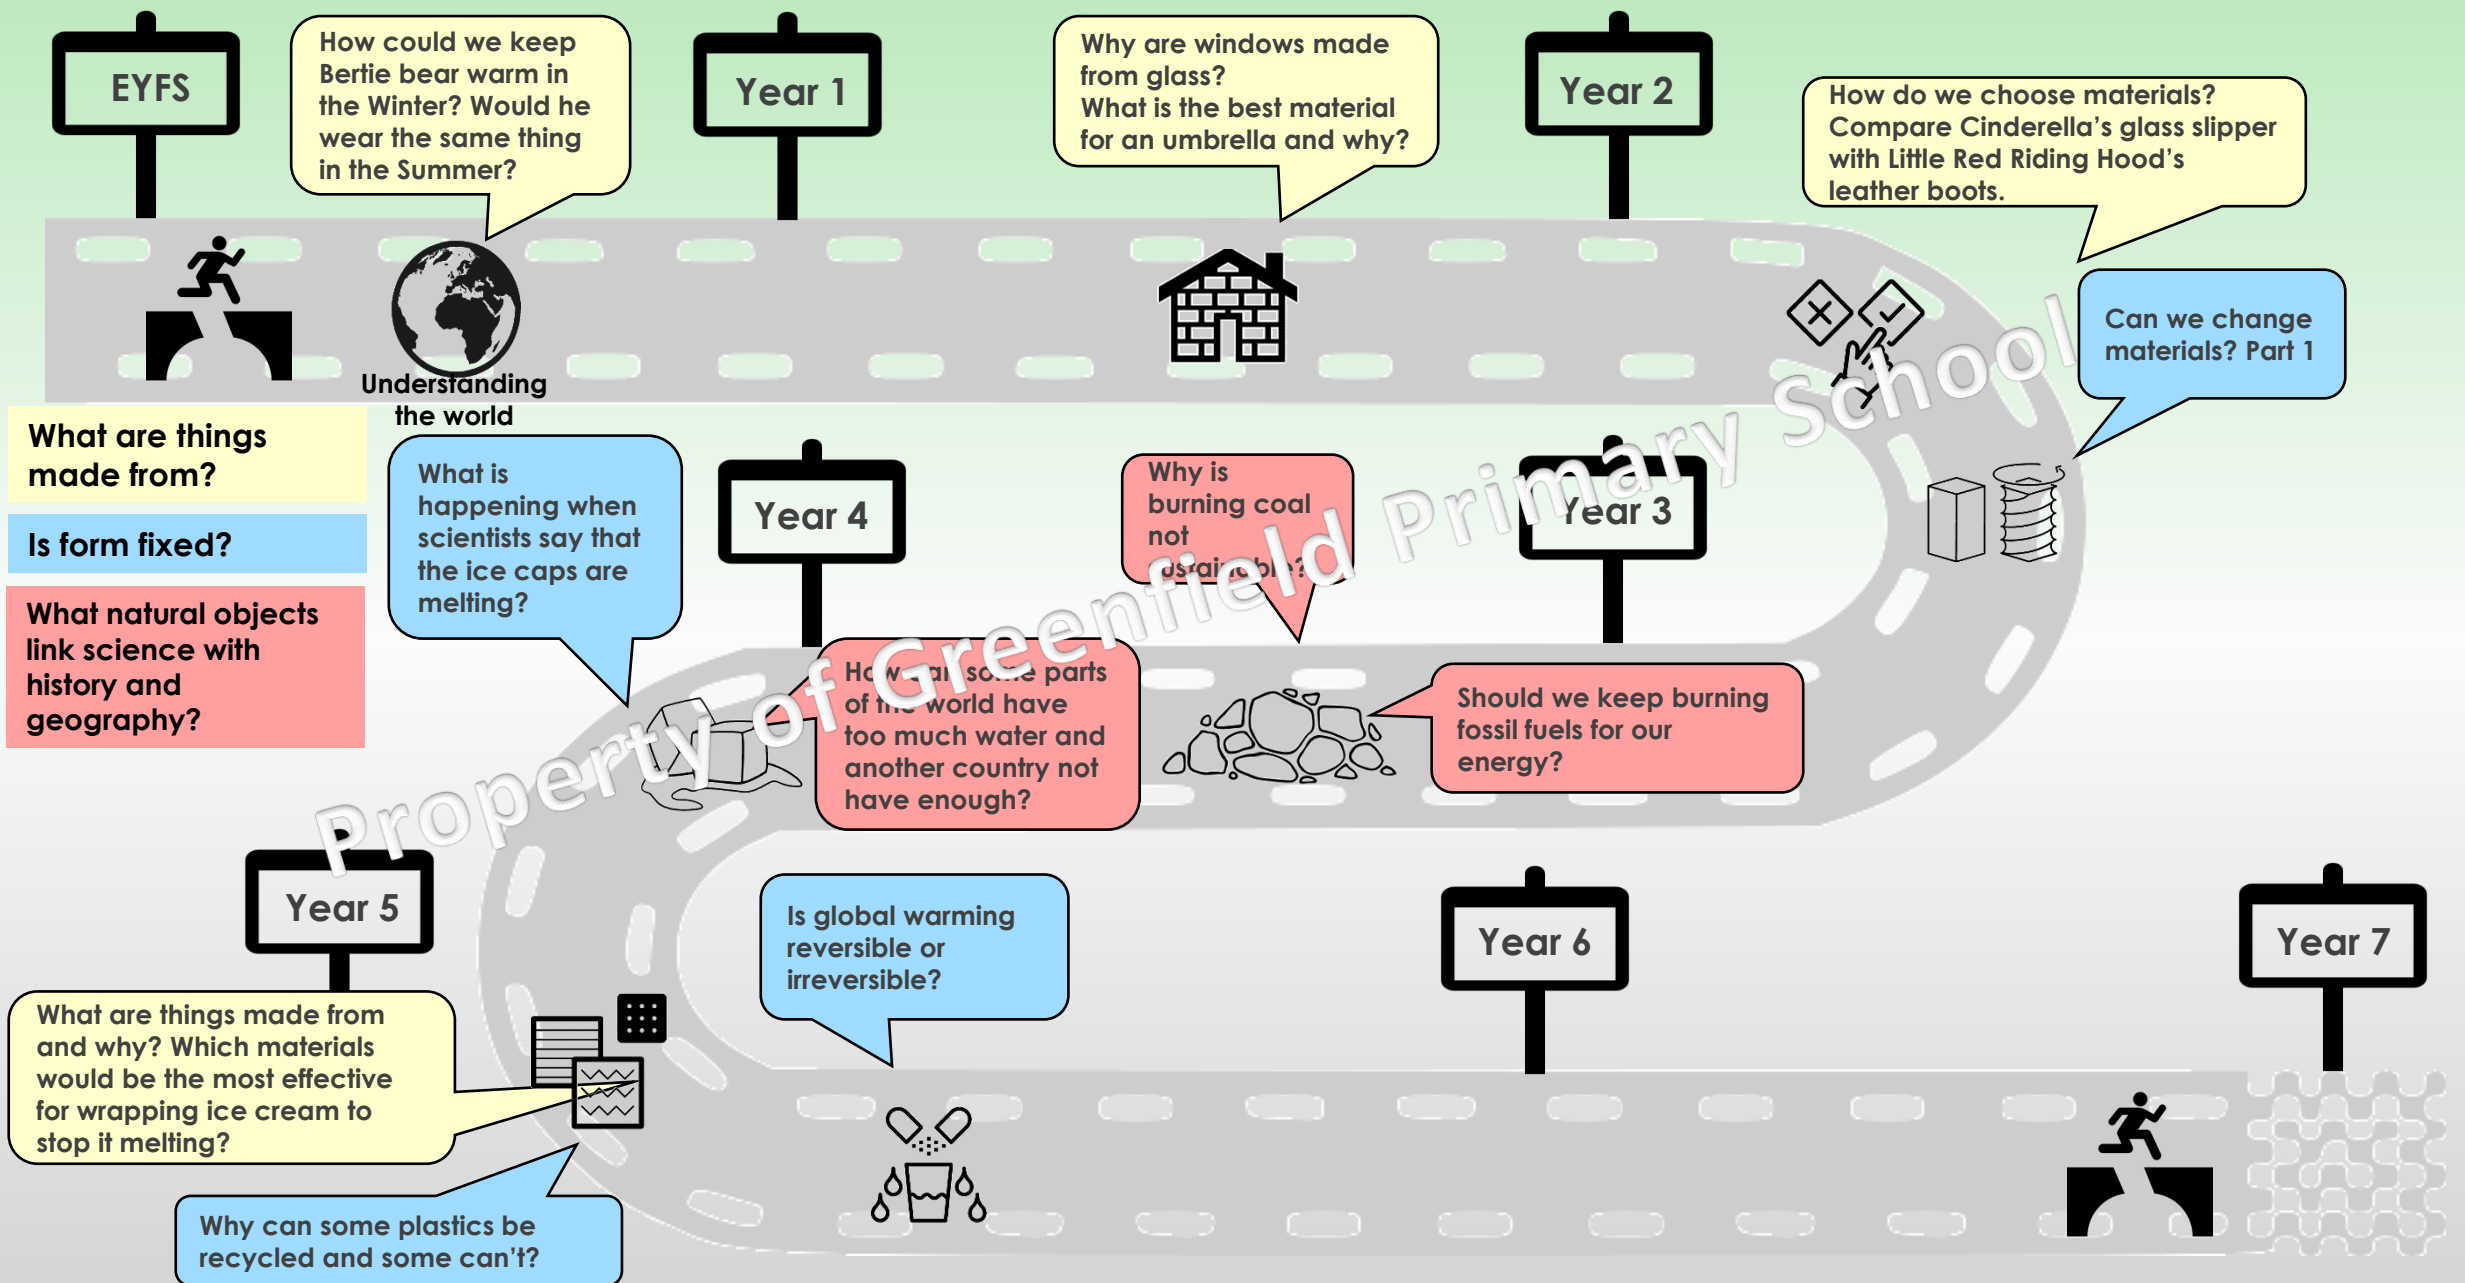 EYFS
How could we keep
Bertie bear warm in
the Winter? Would he
wear the same thing
in the Summer?
Year 1
Why are windows made
from glass?
What is the best material
for an umbrella and why?
Year 2
How do we choose materials?
Compare Cinderella’s glass slipper
with Little Red Riding Hood’s
leather boots.
Can we change
materials? Part 1
Understanding
the world
What are things
made from?
Is form fixed?
What natural objects
link science with
history and
geography?
What is
happening when
scientists say that
the ice caps are
melting?
Year 4
Why is
burning coal
not
sustainable?
Year 3
How can some parts
of the world have
too much water and
another country not
have enough?
Should we keep burning
fossil fuels for our
energy?
Property of Greenfield Primary School
Year 5
What are things made from
and why? Which materials
would be the most effective
for wrapping ice cream to
stop it melting?
Why can some plastics be
recycled and some can’t?
Is global warming
reversible or
irreversible?
Year 6
Year 7